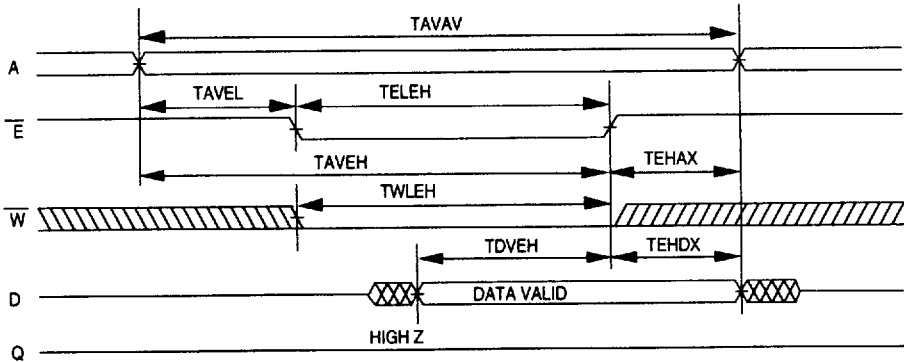 TAVAV
A
TAVEL TELEH
E
TAVEH TEHAX
TWLEH
W
TDVEH TEHDX
D DATA VALID
HIGH Z
Q